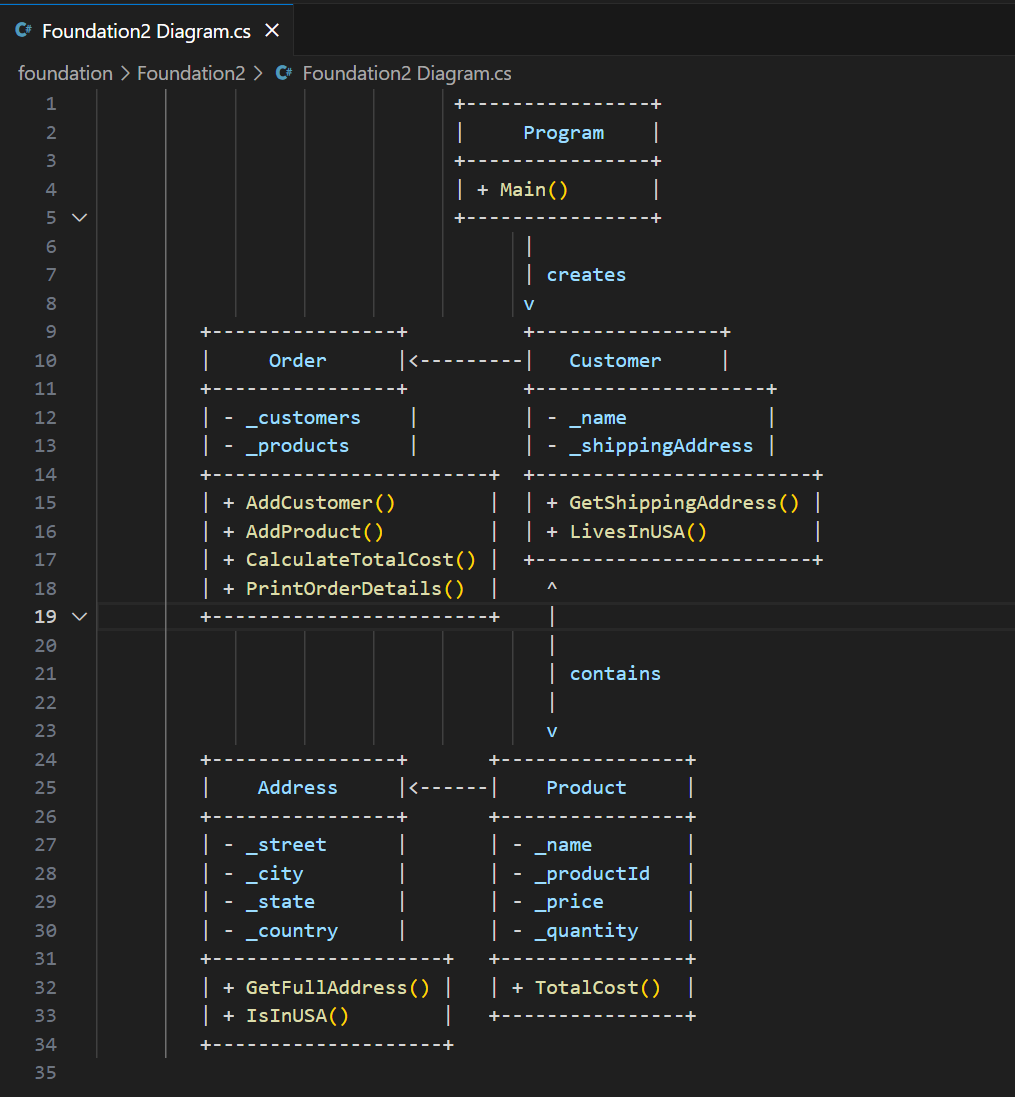 Foundation2 Diagram.cs ×
foundation > Foundation2 > Foundation2 Diagram.cs
1                                +----------------+
2                                |     Program    |
3                                +----------------+
4                                | + Main()       |
5                                +----------------+
6                                      |
7                                      | creates
8                                      v
9          +----------------+          +----------------+
10         |     Order      |<---------|   Customer     |
11         +----------------+          +--------------------+
12         | - _customers    |         | - _name            |
13         | - _products     |         | - _shippingAddress |
14         +------------------------+  +------------------------+
15         | + AddCustomer()        |  | + GetShippingAddress() |
16         | + AddProduct()         |  | + LivesInUSA()         |
17         | + CalculateTotalCost() |  +------------------------+
18         | + PrintOrderDetails()  |    ^
19         +------------------------+    |
20                                       |
21                                       | contains
22                                       |
23                                       v
24         +----------------+       +----------------+
25         |    Address     |<------|    Product     |
26         +----------------+       +----------------+
27         | - _street      |       | - _name        |
28         | - _city        |       | - _productId   |
29         | - _state       |       | - _price       |
30         | - _country     |       | - _quantity    |
31         +--------------------+   +----------------+
32         | + GetFullAddress() |   | + TotalCost()  |
33         | + IsInUSA()        |   +----------------+
34         +--------------------+
35